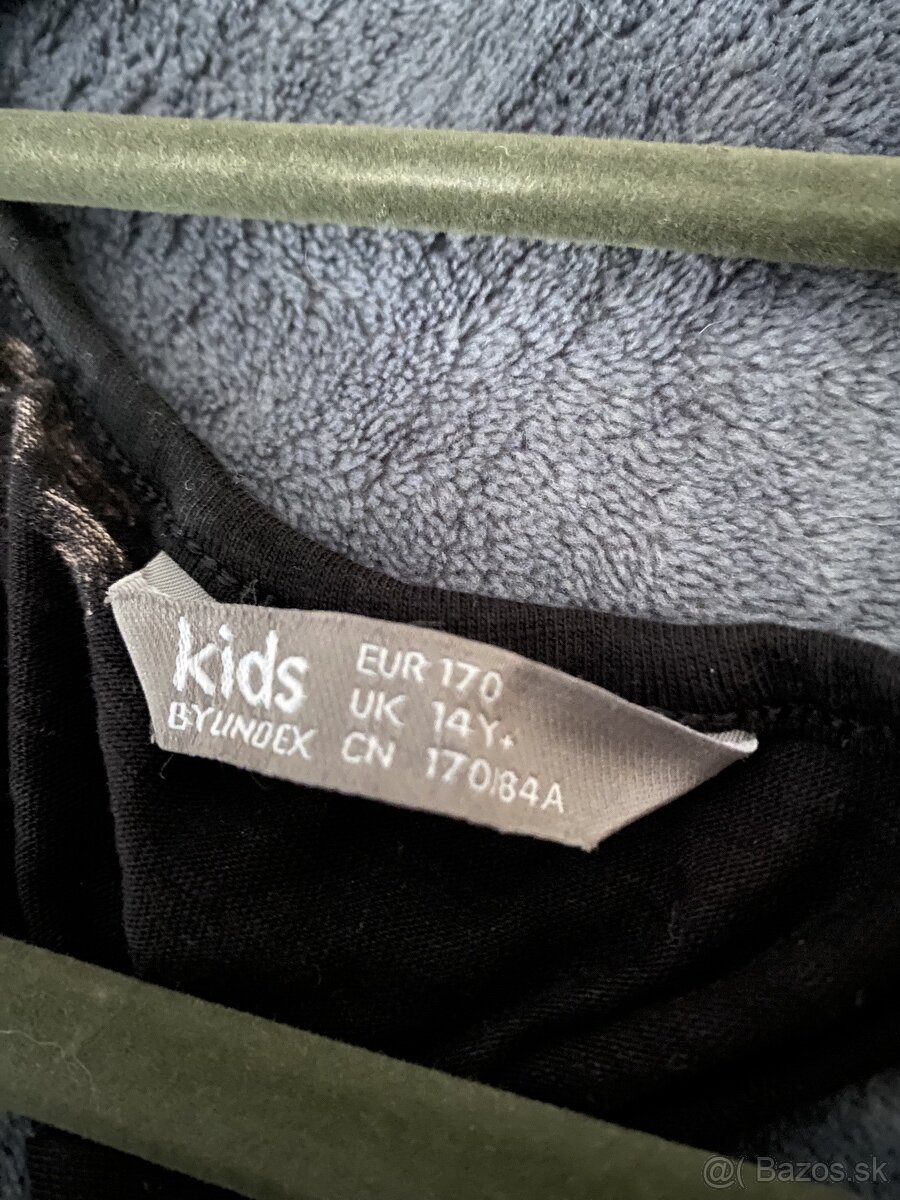 kids
BY LINDEX
EUR 170
UK 14Y+
CN 170/84A
@( Bazos.sk